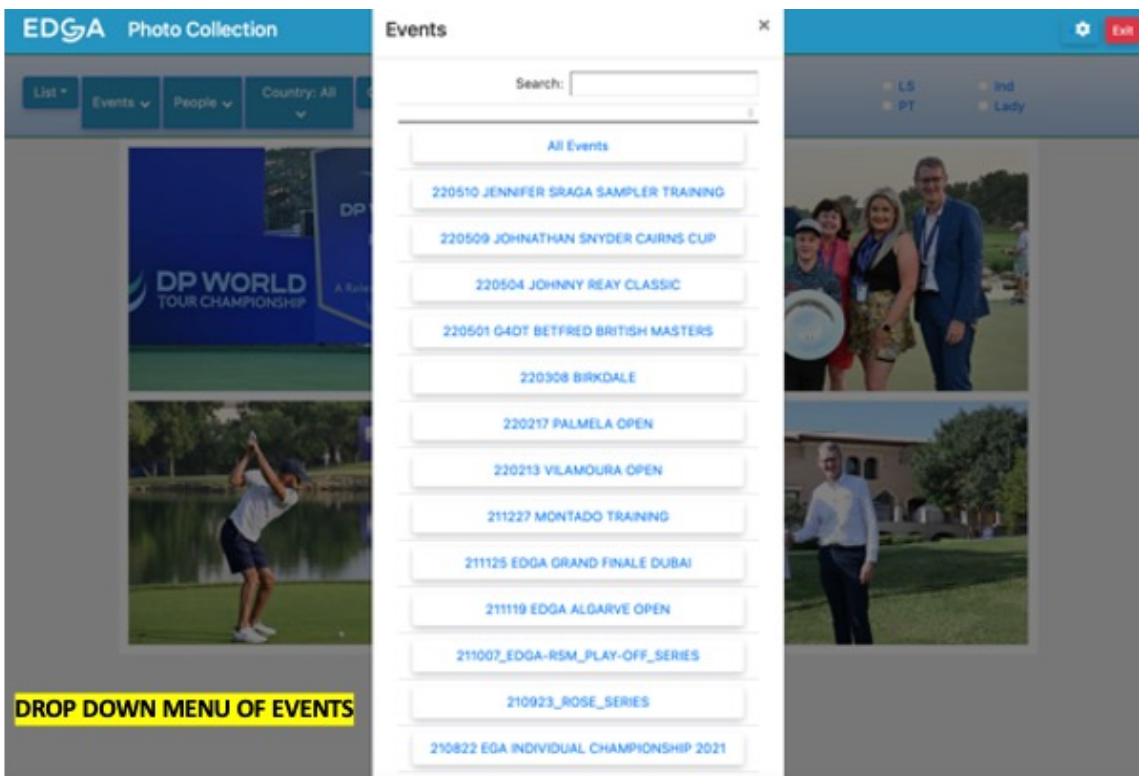 EDGA Photo Collection
Events
×
Exit
List
Events
People
Country: All
LS
Ind
PT
Lady
Search:
All Events
220510 JENNIFER SRAGA SAMPLER TRAINING
220509 JOHNATHAN SNYDER CAIRNS CUP
220504 JOHNNY REAY CLASSIC
220501 G4DT BETFRED BRITISH MASTERS
220308 BIRKDALE
220217 PALMELA OPEN
220213 VILAMOURA OPEN
211227 MONTADO TRAINING
211125 EDGA GRAND FINALE DUBAI
211119 EDGA ALGARVE OPEN
211007_EDGA-RSM_PLAY-OFF_SERIES
210923_ROSE_SERIES
210822 EGA INDIVIDUAL CHAMPIONSHIP 2021
DP WORLD
TOUR CHAMPIONSHIP
DP
DROP DOWN MENU OF EVENTS